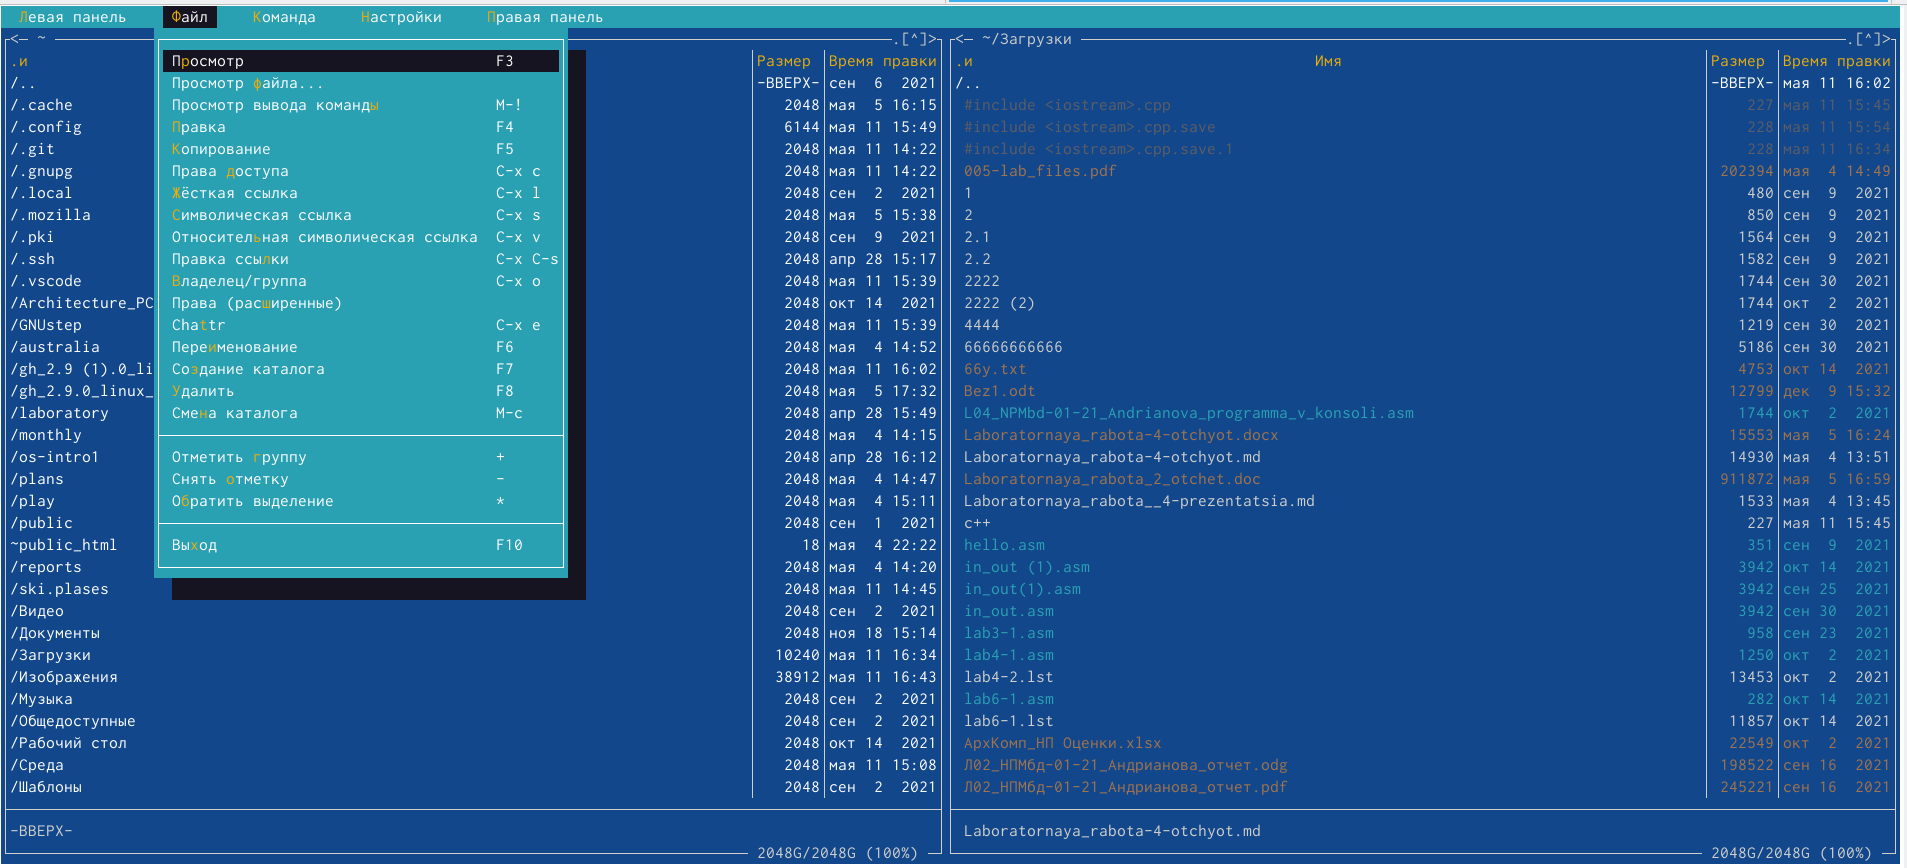 Левая панель Файл Команда Настройки Правая панель
<─ ~ .[^]> <─ ~/Загрузки .[^]>
.и Просмотр F3 Размер Время правки .и Имя Размер Время правки
/.. Просмотр файла... -ВВЕРХ- сен 6 2021 /.. -ВВЕРХ- мая 11 16:02
/.cache Просмотр вывода команды M-! 2048 мая 5 16:15 #include <iostream>.cpp 227 мая 11 15:45
/.config Правка F4 6144 мая 11 15:49 #include <iostream>.cpp.save 228 мая 11 15:54
/.git Копирование F5 2048 мая 11 14:22 #include <iostream>.cpp.save.1 228 мая 11 16:34
/.gnupg Права доступа C-x c 2048 мая 11 14:22 005-lab_files.pdf 202394 мая 4 14:49
/.local Жёсткая ссылка C-x l 2048 сен 2 2021 1 480 сен 9 2021
/.mozilla Символическая ссылка C-x s 2048 мая 5 15:38 2 850 сен 9 2021
/.pki Относительная символическая ссылка C-x v 2048 сен 9 2021 2.1 1564 сен 9 2021
/.ssh Правка ссылки C-x C-s 2048 апр 28 15:17 2.2 1582 сен 9 2021
/.vscode Владелец/группа C-x o 2048 мая 11 15:39 2222 1744 сен 30 2021
/Architecture_PC Права (расширенные) 2048 окт 14 2021 2222 (2) 1744 окт 2 2021
/GNUstep Chattr C-x e 2048 мая 11 15:39 4444 1219 сен 30 2021
/australia Переименование F6 2048 мая 4 14:52 66666666666 5186 сен 30 2021
/gh_2.9 (1).0_li Создание каталога F7 2048 мая 11 16:02 66y.txt 4753 окт 14 2021
/gh_2.9.0_linux_ Удалить F8 2048 мая 5 17:32 Bez1.odt 12799 дек 9 15:32
/laboratory Смена каталога M-c 2048 апр 28 15:49 L04_NPMbd-01-21_Andrianova_programma_v_konsoli.asm 1744 окт 2 2021
/monthly 2048 мая 4 14:15 Laboratornaya_rabota-4-otchyot.docx 15553 мая 5 16:24
/os-intro1 Отметить группу + 2048 апр 28 16:12 Laboratornaya_rabota-4-otchyot.md 14930 мая 4 13:51
/plans Снять отметку - 2048 мая 4 14:47 Laboratornaya_rabota_2_otchet.doc 911872 мая 5 16:59
/play Обратить выделение * 2048 мая 4 15:11 Laboratornaya_rabota__4-prezentatsia.md 1533 мая 4 13:45
/public 2048 сен 1 2021 c++ 227 мая 11 15:45
~public_html Выход F10 18 мая 4 22:22 hello.asm 351 сен 9 2021
/reports 2048 мая 4 14:20 in_out (1).asm 3942 окт 14 2021
/ski.plases 2048 мая 11 14:45 in_out(1).asm 3942 сен 25 2021
/Видео 2048 сен 2 2021 in_out.asm 3942 сен 30 2021
/Документы 2048 ноя 18 15:14 lab3-1.asm 958 сен 23 2021
/Загрузки 10240 мая 11 16:34 lab4-1.asm 1250 окт 2 2021
/Изображения 38912 мая 11 16:43 lab4-2.lst 13453 окт 2 2021
/Музыка 2048 сен 2 2021 lab6-1.asm 282 окт 14 2021
/Общедоступные 2048 сен 2 2021 lab6-1.lst 11857 окт 14 2021
/Рабочий стол 2048 окт 14 2021 АрхКомп_НП Оценки.xlsx 22549 окт 2 2021
/Среда 2048 мая 11 15:08 Л02_НПМбд-01-21_Андрианова_отчет.odg 198522 сен 16 2021
/Шаблоны 2048 сен 2 2021 Л02_НПМбд-01-21_Андрианова_отчет.pdf 245221 сен 16 2021
-ВВЕРХ- Laboratornaya_rabota-4-otchyot.md
2048G/2048G (100%) 2048G/2048G (100%)